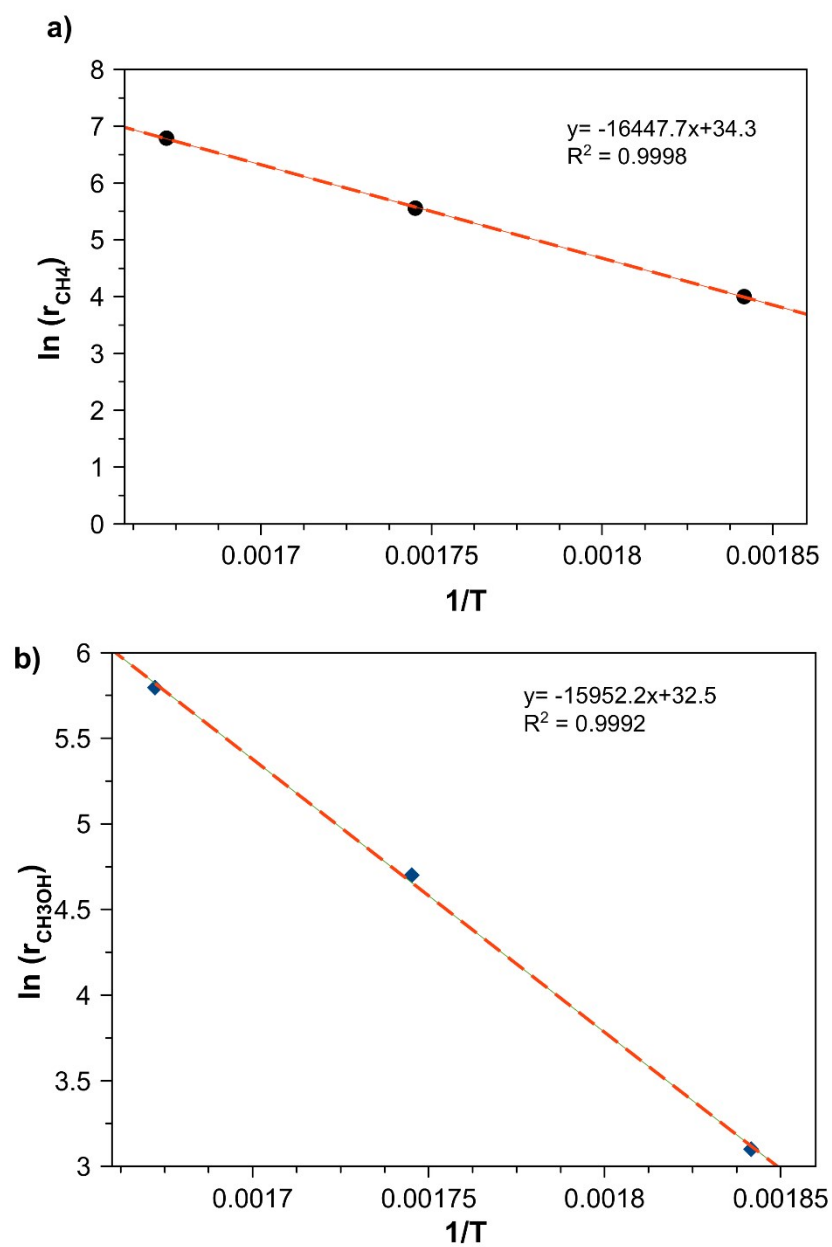 a)
8
7
6
5
4
3
2
1
0
ln (r_CH4)
y= -16447.7x+34.3
R² = 0.9998
0.0017 0.00175 0.0018 0.00185
1/T
b)
6
5.5
5
4.5
4
3.5
3
ln (r_CH3OH)
y= -15952.2x+32.5
R² = 0.9992
0.0017 0.00175 0.0018 0.00185
1/T